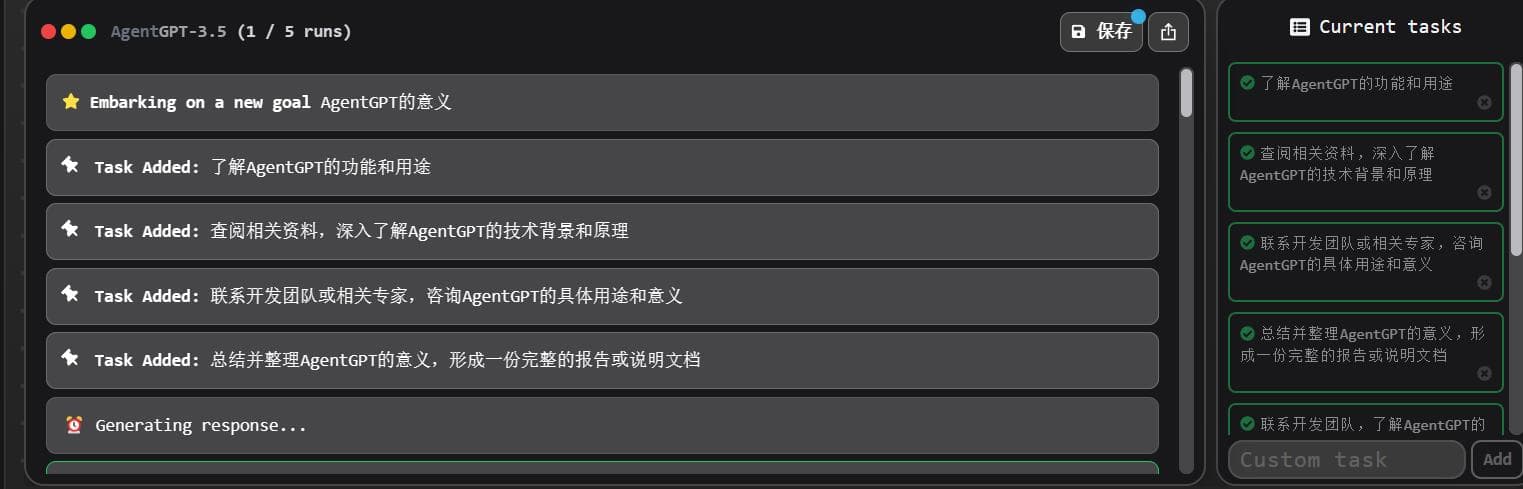 AgentGPT-3.5 (1 / 5 runs)
保存
Embarking on a new goal AgentGPT的意义
Task Added: 了解AgentGPT的功能和用途
Task Added: 查阅相关资料，深入了解AgentGPT的技术背景和原理
Task Added: 联系开发团队或相关专家，咨询AgentGPT的具体用途和意义
Task Added: 总结并整理AgentGPT的意义，形成一份完整的报告或说明文档
Generating response...
Current tasks
了解AgentGPT的功能和用途
查阅相关资料，深入了解
AgentGPT的技术背景和原理
联系开发团队或相关专家，咨询
AgentGPT的具体用途和意义
总结并整理AgentGPT的意义，形
成一份完整的报告或说明文档
联系开发团队，了解AgentGPT的
Custom task
Add